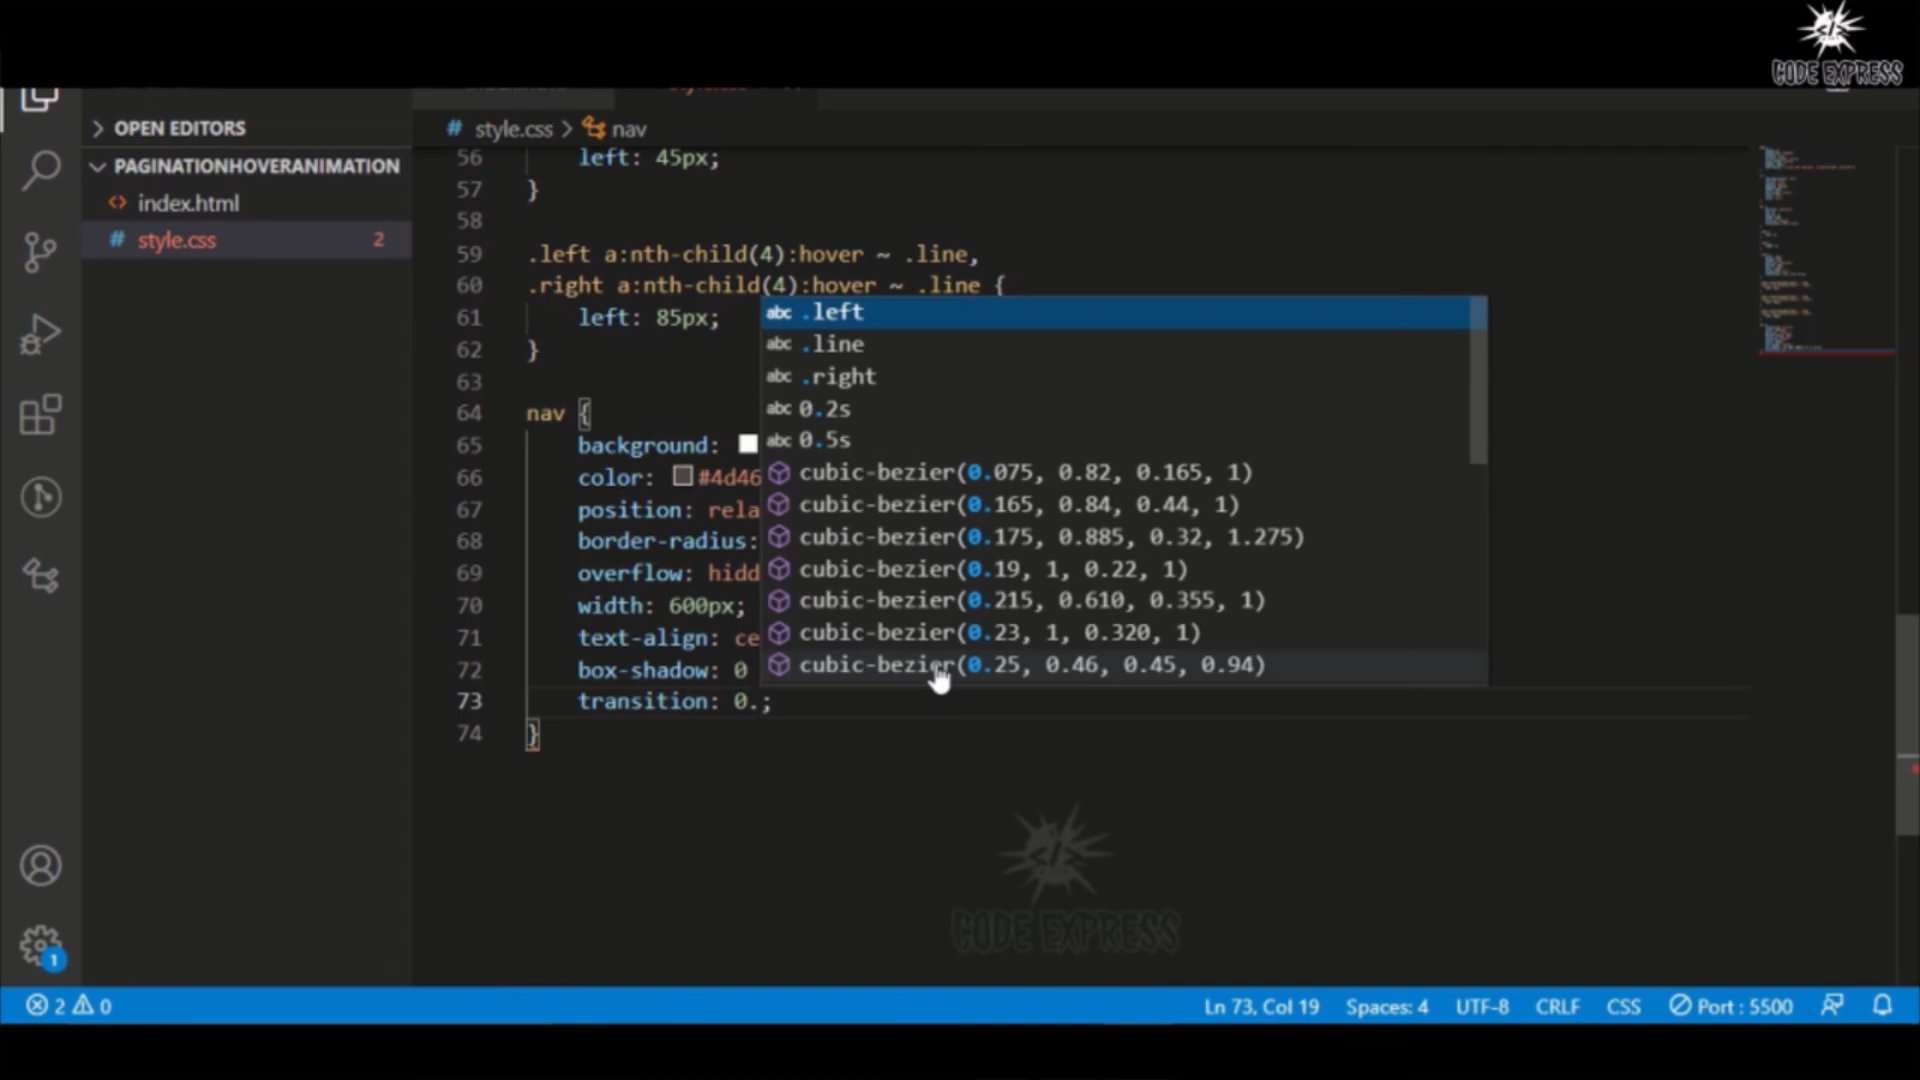 CODE EXPRESS
OPEN EDITORS
PAGINATIONHOVERANIMATION
<> index.html
# style.css 2
# style.css > nav
56 left: 45px;
57 }
58
59 .left a:nth-child(4):hover ~ .line,
60 .right a:nth-child(4):hover ~ .line {
61 left: 85px;
62 }
63
64 nav {
65 background:
66 color: #4d46
67 position: rela
68 border-radius:
69 overflow: hidd
70 width: 600px;
71 text-align: ce
72 box-shadow: 0
73 transition: 0.;
74 }
abc .left
abc .line
abc .right
abc 0.2s
abc 0.5s
cubic-bezier(0.075, 0.82, 0.165, 1)
cubic-bezier(0.165, 0.84, 0.44, 1)
cubic-bezier(0.175, 0.885, 0.32, 1.275)
cubic-bezier(0.19, 1, 0.22, 1)
cubic-bezier(0.215, 0.610, 0.355, 1)
cubic-bezier(0.23, 1, 0.320, 1)
cubic-bezier(0.25, 0.46, 0.45, 0.94)
CODE EXPRESS
1
2 0 Ln 73, Col 19 Spaces: 4 UTF-8 CRLF CSS Port : 5500